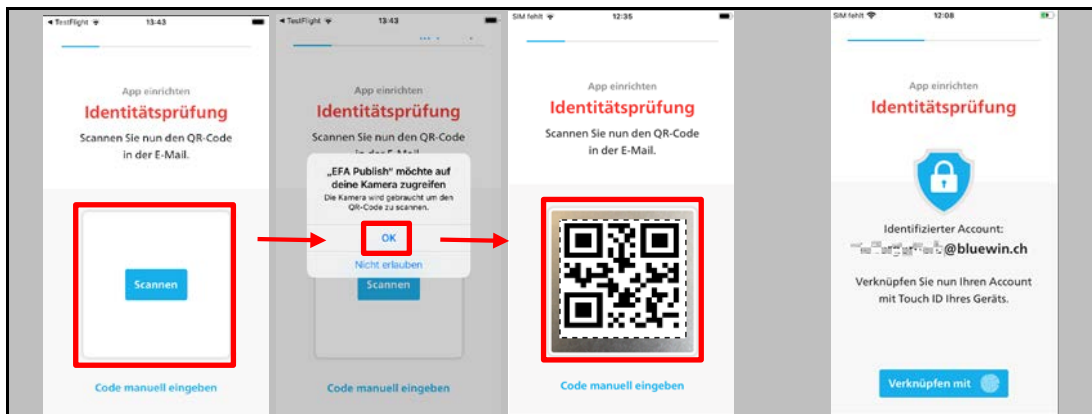 ◄ TestFlight
13:43
App einrichten
Identitätsprüfung
Scannen Sie nun den QR-Code
in der E-Mail.
Scannen
Code manuell eingeben
◄ TestFlight
13:43
App einrichten
Identitätsprüfung
Scannen Sie nun den QR-Code
in der E-Mail.
„EFA Publish“ möchte auf
deine Kamera zugreifen
Die Kamera wird gebraucht um den
QR-Code zu scannen.
OK
Nicht erlauben
Scannen
Code manuell eingeben
SIM fehlt
12:35
App einrichten
Identitätsprüfung
Scannen Sie nun den QR-Code
in der E-Mail.
Code manuell eingeben
SIM fehlt
12:08
App einrichten
Identitätsprüfung
Identifizierter Account:
@bluewin.ch
Verknüpfen Sie nun Ihren Account
mit Touch ID Ihres Geräts.
Verknüpfen mit